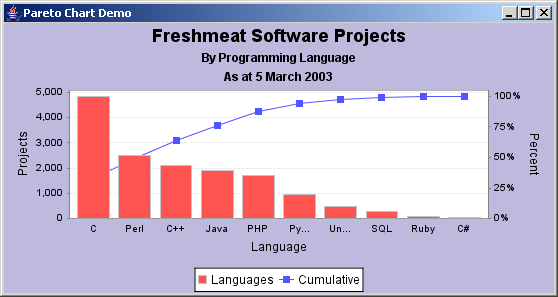 Pareto Chart Demo
Freshmeat Software Projects
By Programming Language
As at 5 March 2003
5,000
4,000
3,000
2,000
1,000
0
Projects
100%
75%
50%
25%
0%
Percent
C Perl C++ Java PHP Py... Un... SQL Ruby C#
Language
Languages Cumulative